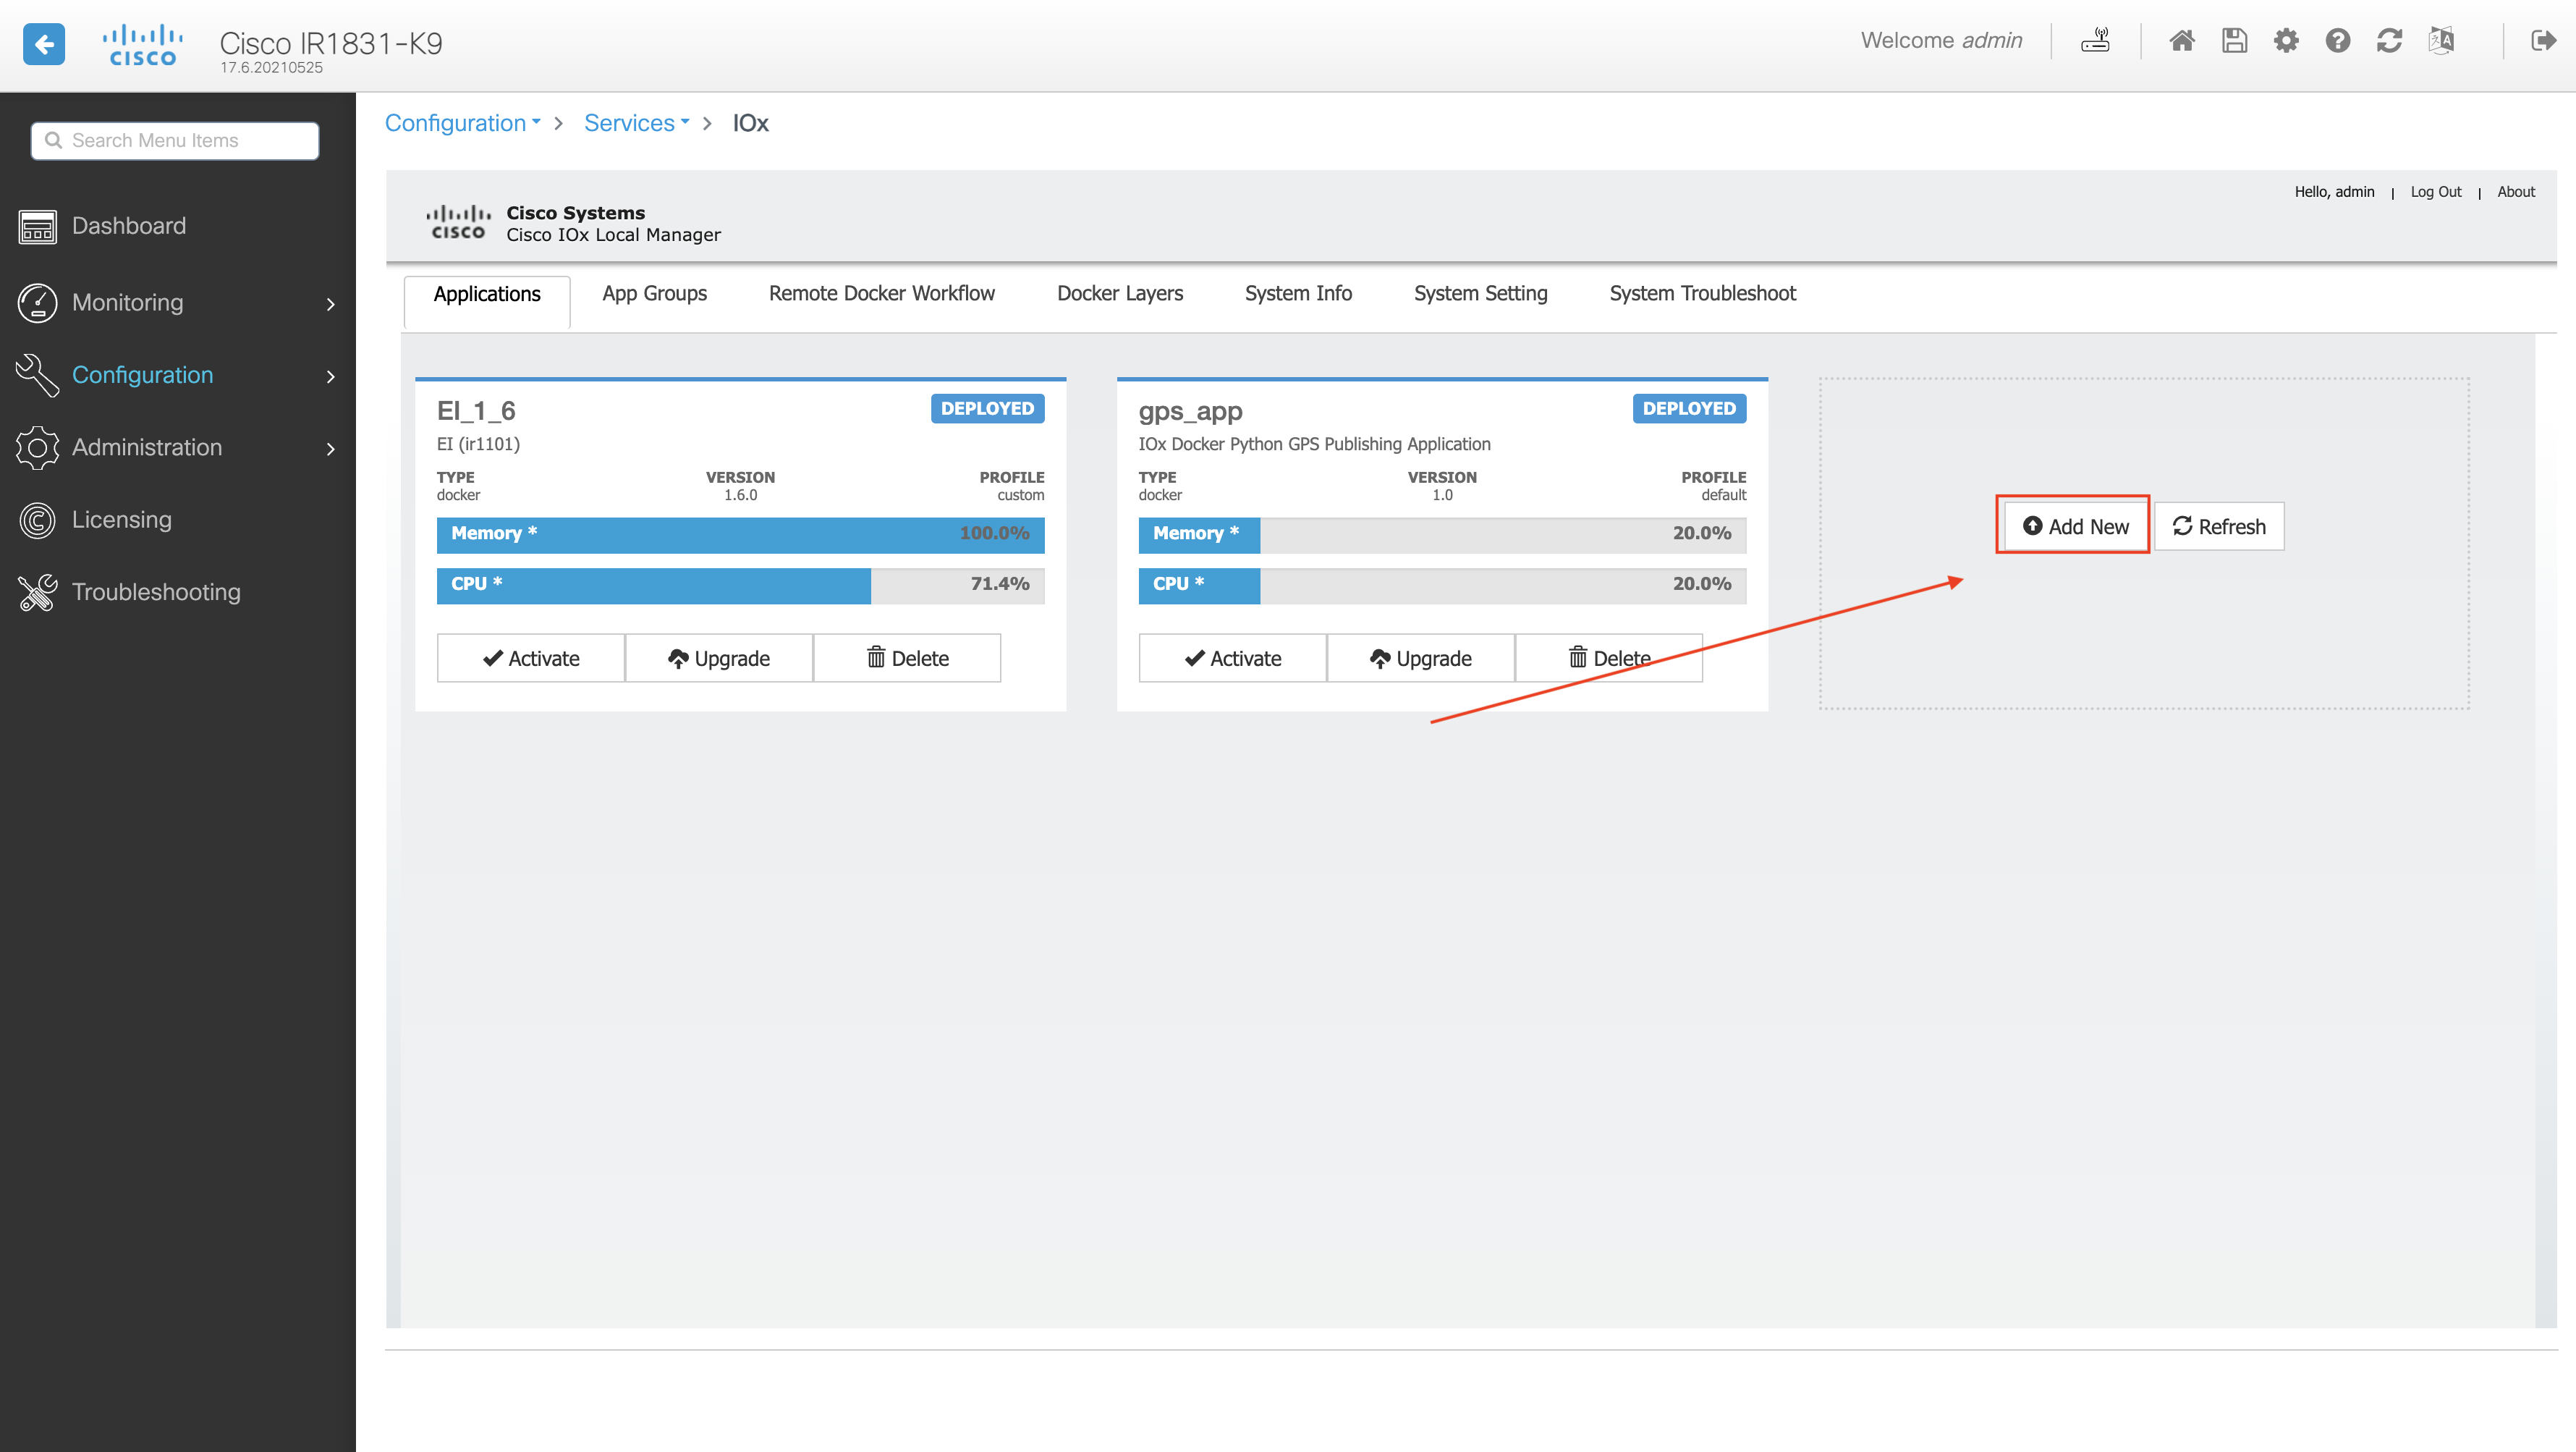 CISCO
Cisco IR1831-K9
17.6.20210525
Welcome admin
Search Menu Items
Dashboard
Monitoring
Configuration
Administration
Licensing
Troubleshooting
Configuration > Services > IOx
Hello, admin | Log Out | About
CISCO
Cisco Systems
Cisco IOx Local Manager
Applications App Groups Remote Docker Workflow Docker Layers System Info System Setting System Troubleshoot
EI_1_6 DEPLOYED
EI (ir1101)
TYPE VERSION PROFILE
docker 1.6.0 custom
Memory * 100.0%
CPU * 71.4%
Activate Upgrade Delete
gps_app DEPLOYED
IOx Docker Python GPS Publishing Application
TYPE VERSION PROFILE
docker 1.0 default
Memory * 20.0%
CPU * 20.0%
Activate Upgrade Delete
Add New Refresh